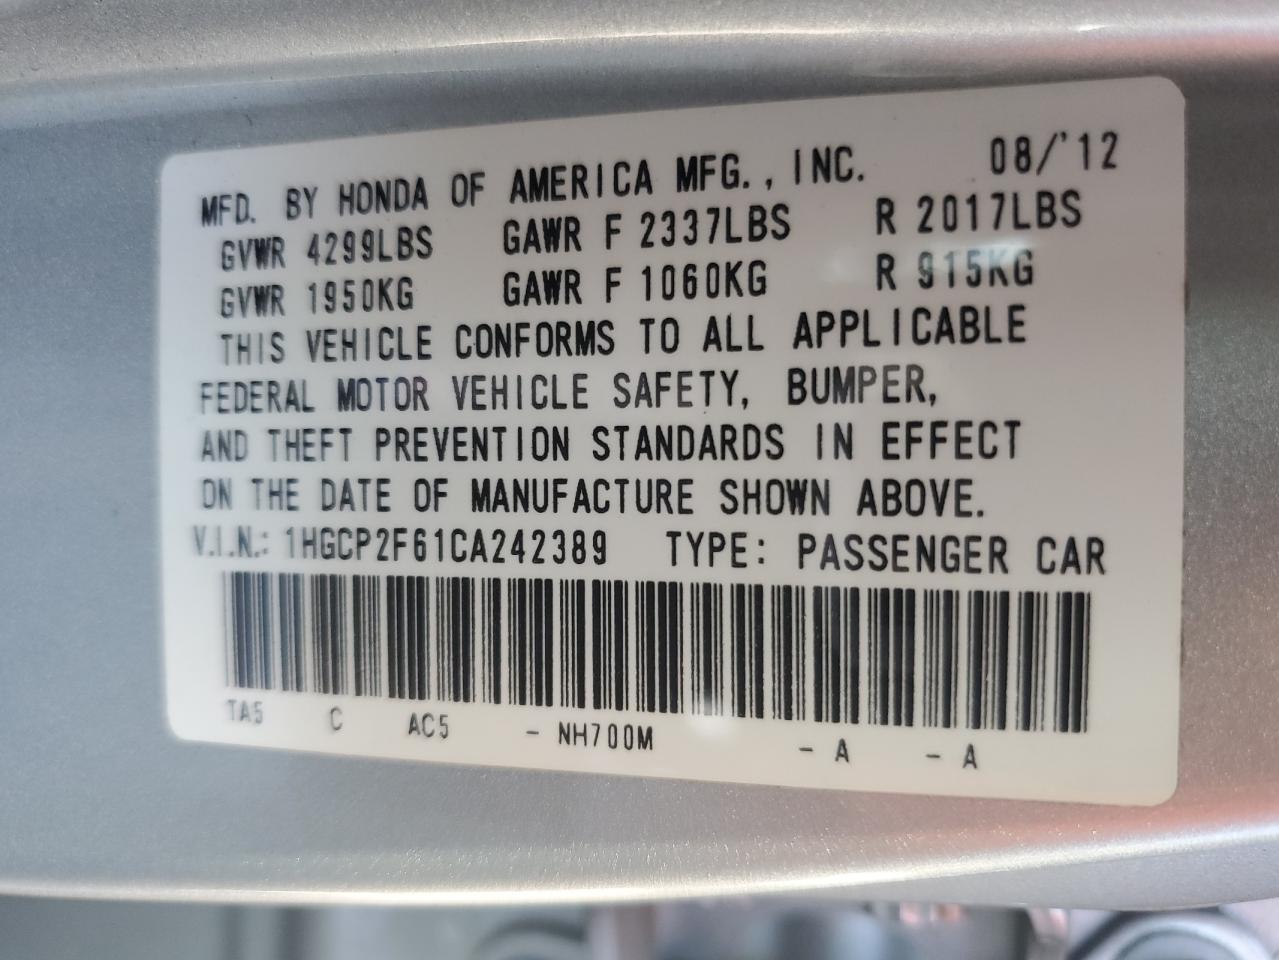 MFD. BY HONDA OF AMERICA MFG., INC. 08/'12
GVWR 4299LBS GAWR F 2337LBS R 2017LBS
GVWR 1950KG GAWR F 1060KG R 915KG
THIS VEHICLE CONFORMS TO ALL APPLICABLE
FEDERAL MOTOR VEHICLE SAFETY, BUMPER,
AND THEFT PREVENTION STANDARDS IN EFFECT
ON THE DATE OF MANUFACTURE SHOWN ABOVE.
V.I.N.: 1HGCP2F61CA242389 TYPE: PASSENGER CAR
TA5 C AC5 - NH700M - A - A